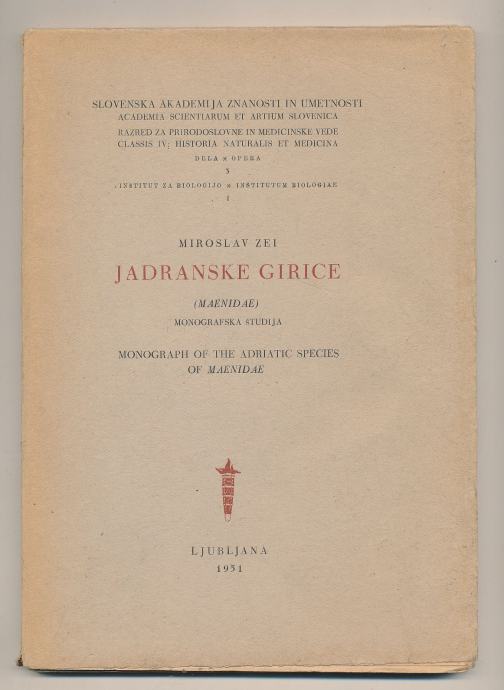 SLOVENSKA AKADEMIJA ZNANOSTI IN UMETNOSTI
ACADEMIA SCIENTIARUM ET ARTIUM SLOVENICA
RAZRED ZA PRIRODOSLOVNE IN MEDICINSKE VEDE
CLASSIS IV: HISTORIA NATURALIS ET MEDICINA
DELA * OPERA
3
INSTITUT ZA BIOLOGIJO * INSTITUTUM BIOLOGIAE
1
MIROSLAV ZEI
JADRANSKE GIRICE
(MAENIDAE)
MONOGRAFSKA ŠTUDIJA
MONOGRAPH OF THE ADRIATIC SPECIES
OF MAENIDAE
LJUBLJANA
1951